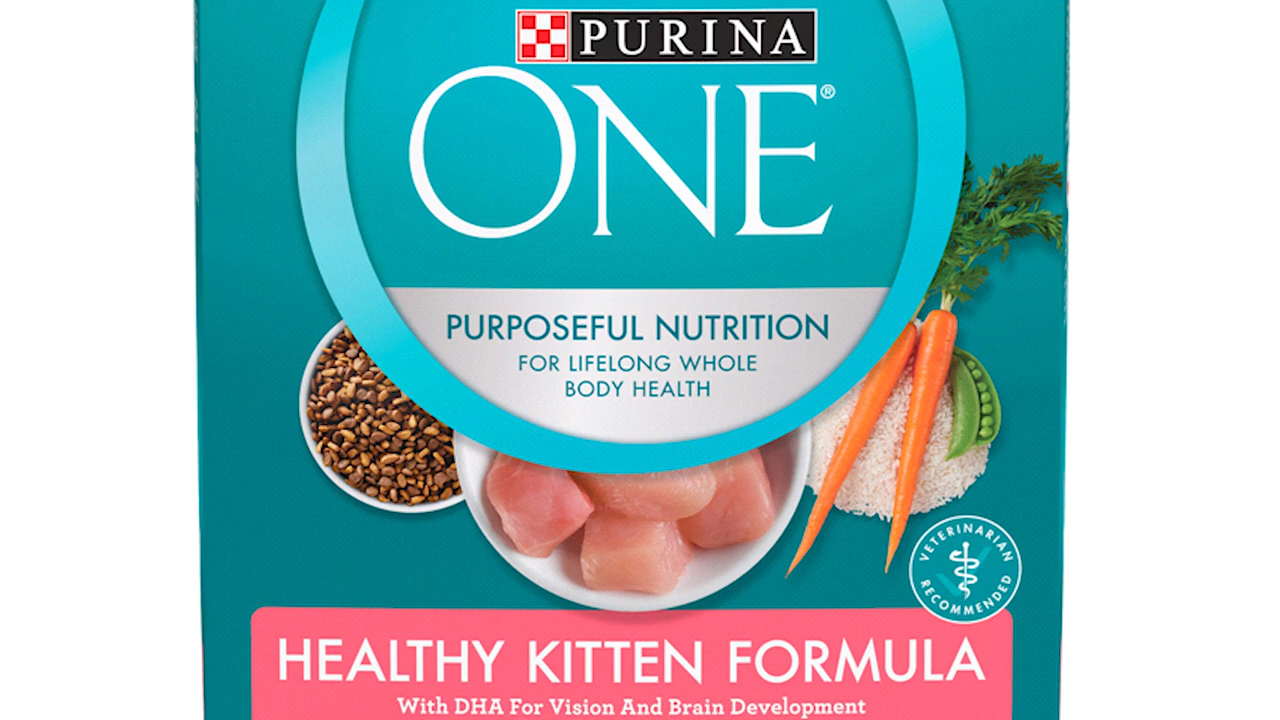 PURINA
ONE®
PURPOSEFUL NUTRITION
FOR LIFELONG WHOLE
BODY HEALTH
VETERINARIAN
RECOMMENDED
HEALTHY KITTEN FORMULA
With DHA For Vision And Brain Development